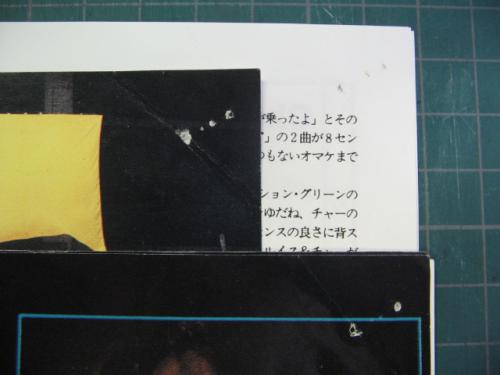 が乗ったよ」とその
の2曲が8セン
つもないオマケまで
ション・グリーンの
ゆだね、チャーの
ンスの良さに背ス